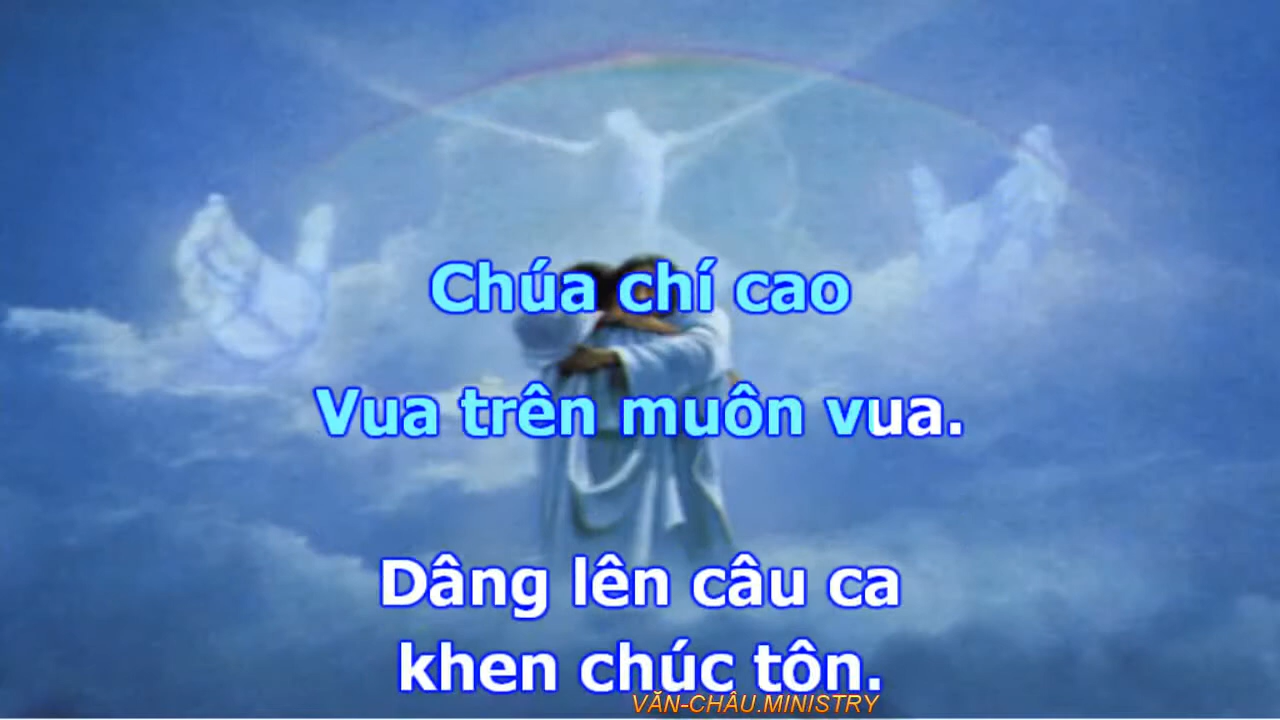 Chúa chí cao
Vua trên muôn vua.
Dâng lên câu ca
khen chúc tôn.
VĂN-CHÂU.MINISTRY